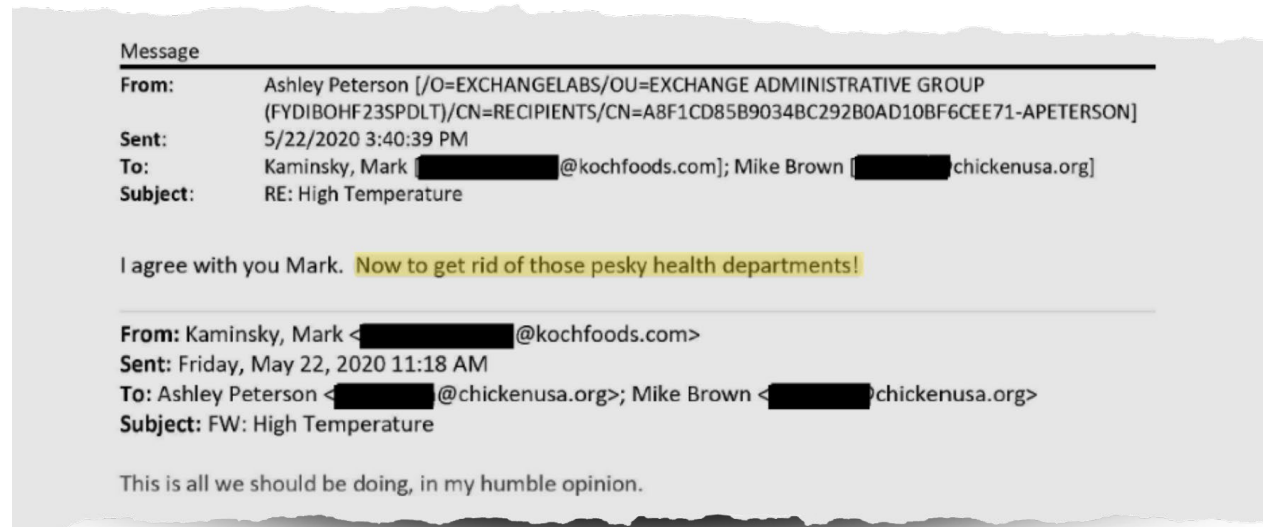 Message
From: Ashley Peterson [/O=EXCHANGELABS/OU=EXCHANGE ADMINISTRATIVE GROUP
(FYDIBOHF23SPDLT)/CN=RECIPIENTS/CN=A8F1CD85B9034BC292B0AD10BF6CEE71-APETERSON]
Sent: 5/22/2020 3:40:39 PM
To: Kaminsky, Mark [@kochfoods.com]; Mike Brown [chickenusa.org]
Subject: RE: High Temperature
I agree with you Mark. Now to get rid of those pesky health departments!
From: Kaminsky, Mark <@kochfoods.com>
Sent: Friday, May 22, 2020 11:18 AM
To: Ashley Peterson <@chickenusa.org>; Mike Brown <chickenusa.org>
Subject: FW: High Temperature
This is all we should be doing, in my humble opinion.